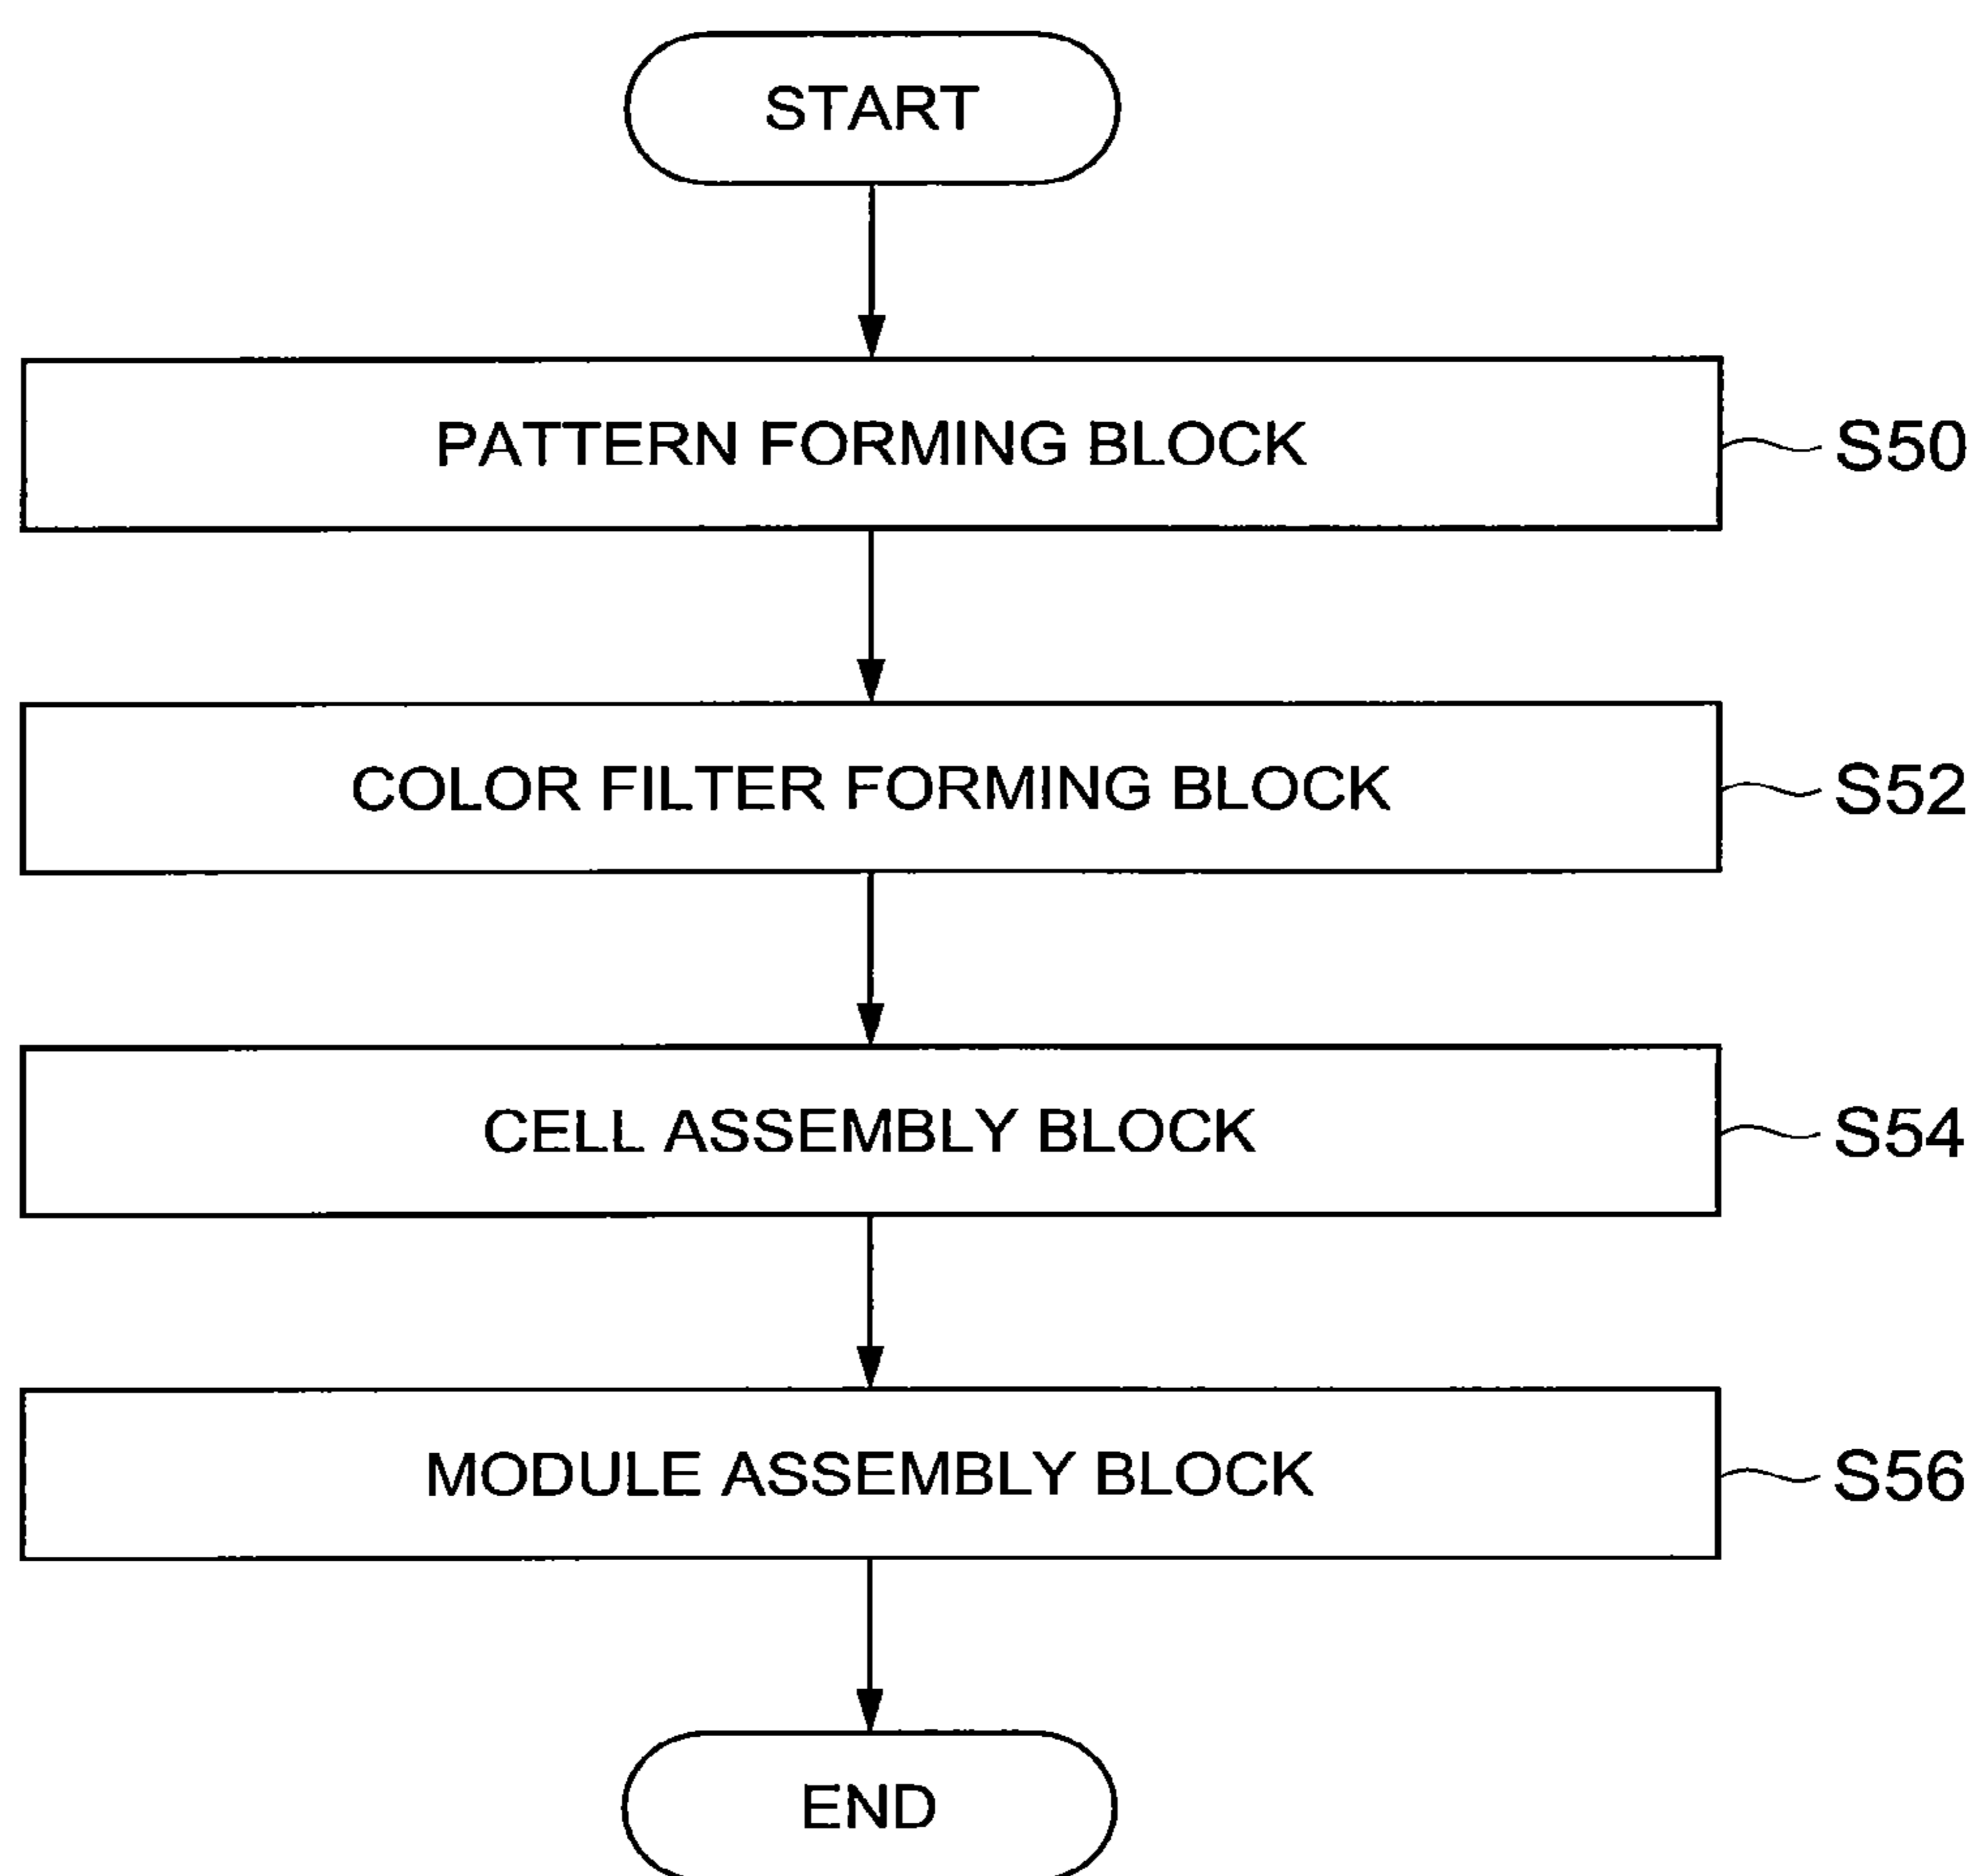 START
PATTERN FORMING BLOCK
S50
COLOR FILTER FORMING BLOCK
S52
CELL ASSEMBLY BLOCK
S54
MODULE ASSEMBLY BLOCK
S56
END